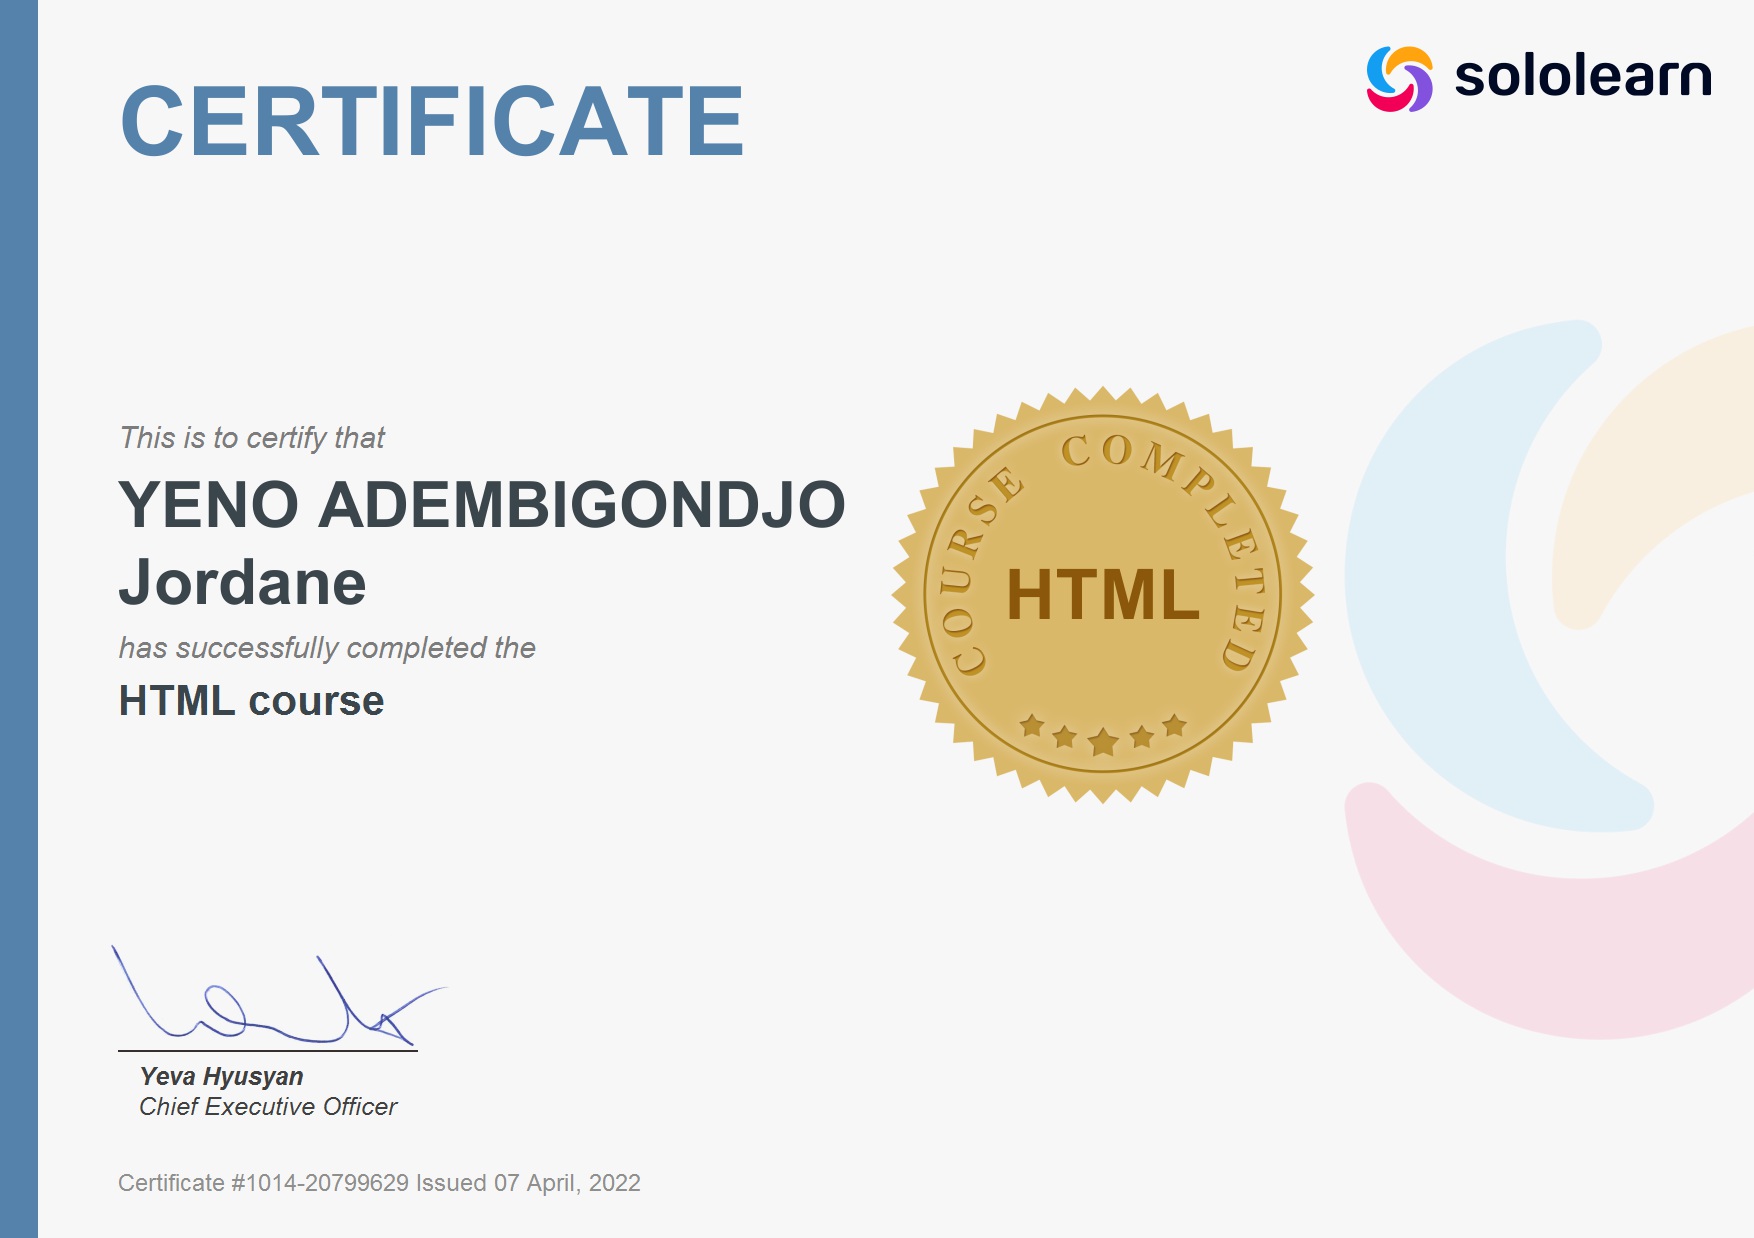 CERTIFICATE
sololearn
This is to certify that
YENO ADEMBIGONDJO
Jordane
has successfully completed the
HTML course
COURSE COMPLETED
HTML
Yeva Hyusyan
Chief Executive Officer
Certificate #1014-20799629 Issued 07 April, 2022